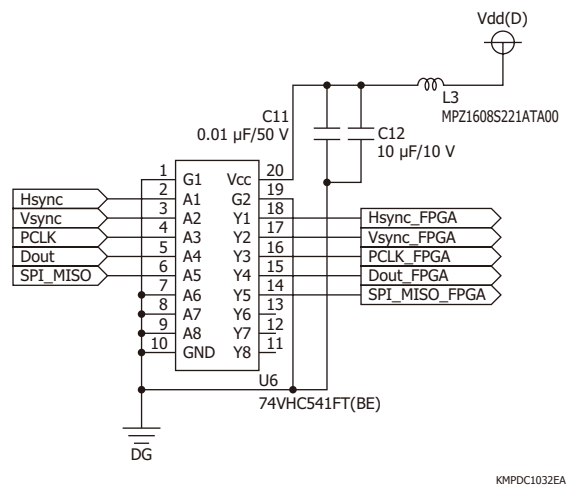 Vdd(D)
L3
MPZ1608S221ATA00
C11
0.01 µF/50 V
C12
10 µF/10 V
1 G1 Vcc 20
Hsync 2 A1 G2 19
Vsync 3 A2 Y1 18 Hsync_FPGA
PCLK 4 A3 Y2 17 Vsync_FPGA
Dout 5 A4 Y3 16 PCLK_FPGA
SPI_MISO 6 A5 Y4 15 Dout_FPGA
7 A6 Y5 14 SPI_MISO_FPGA
8 A7 Y6 13
9 A8 Y7 12
10 GND Y8 11
U6
74VHC541FT(BE)
DG
KMPDC1032EA